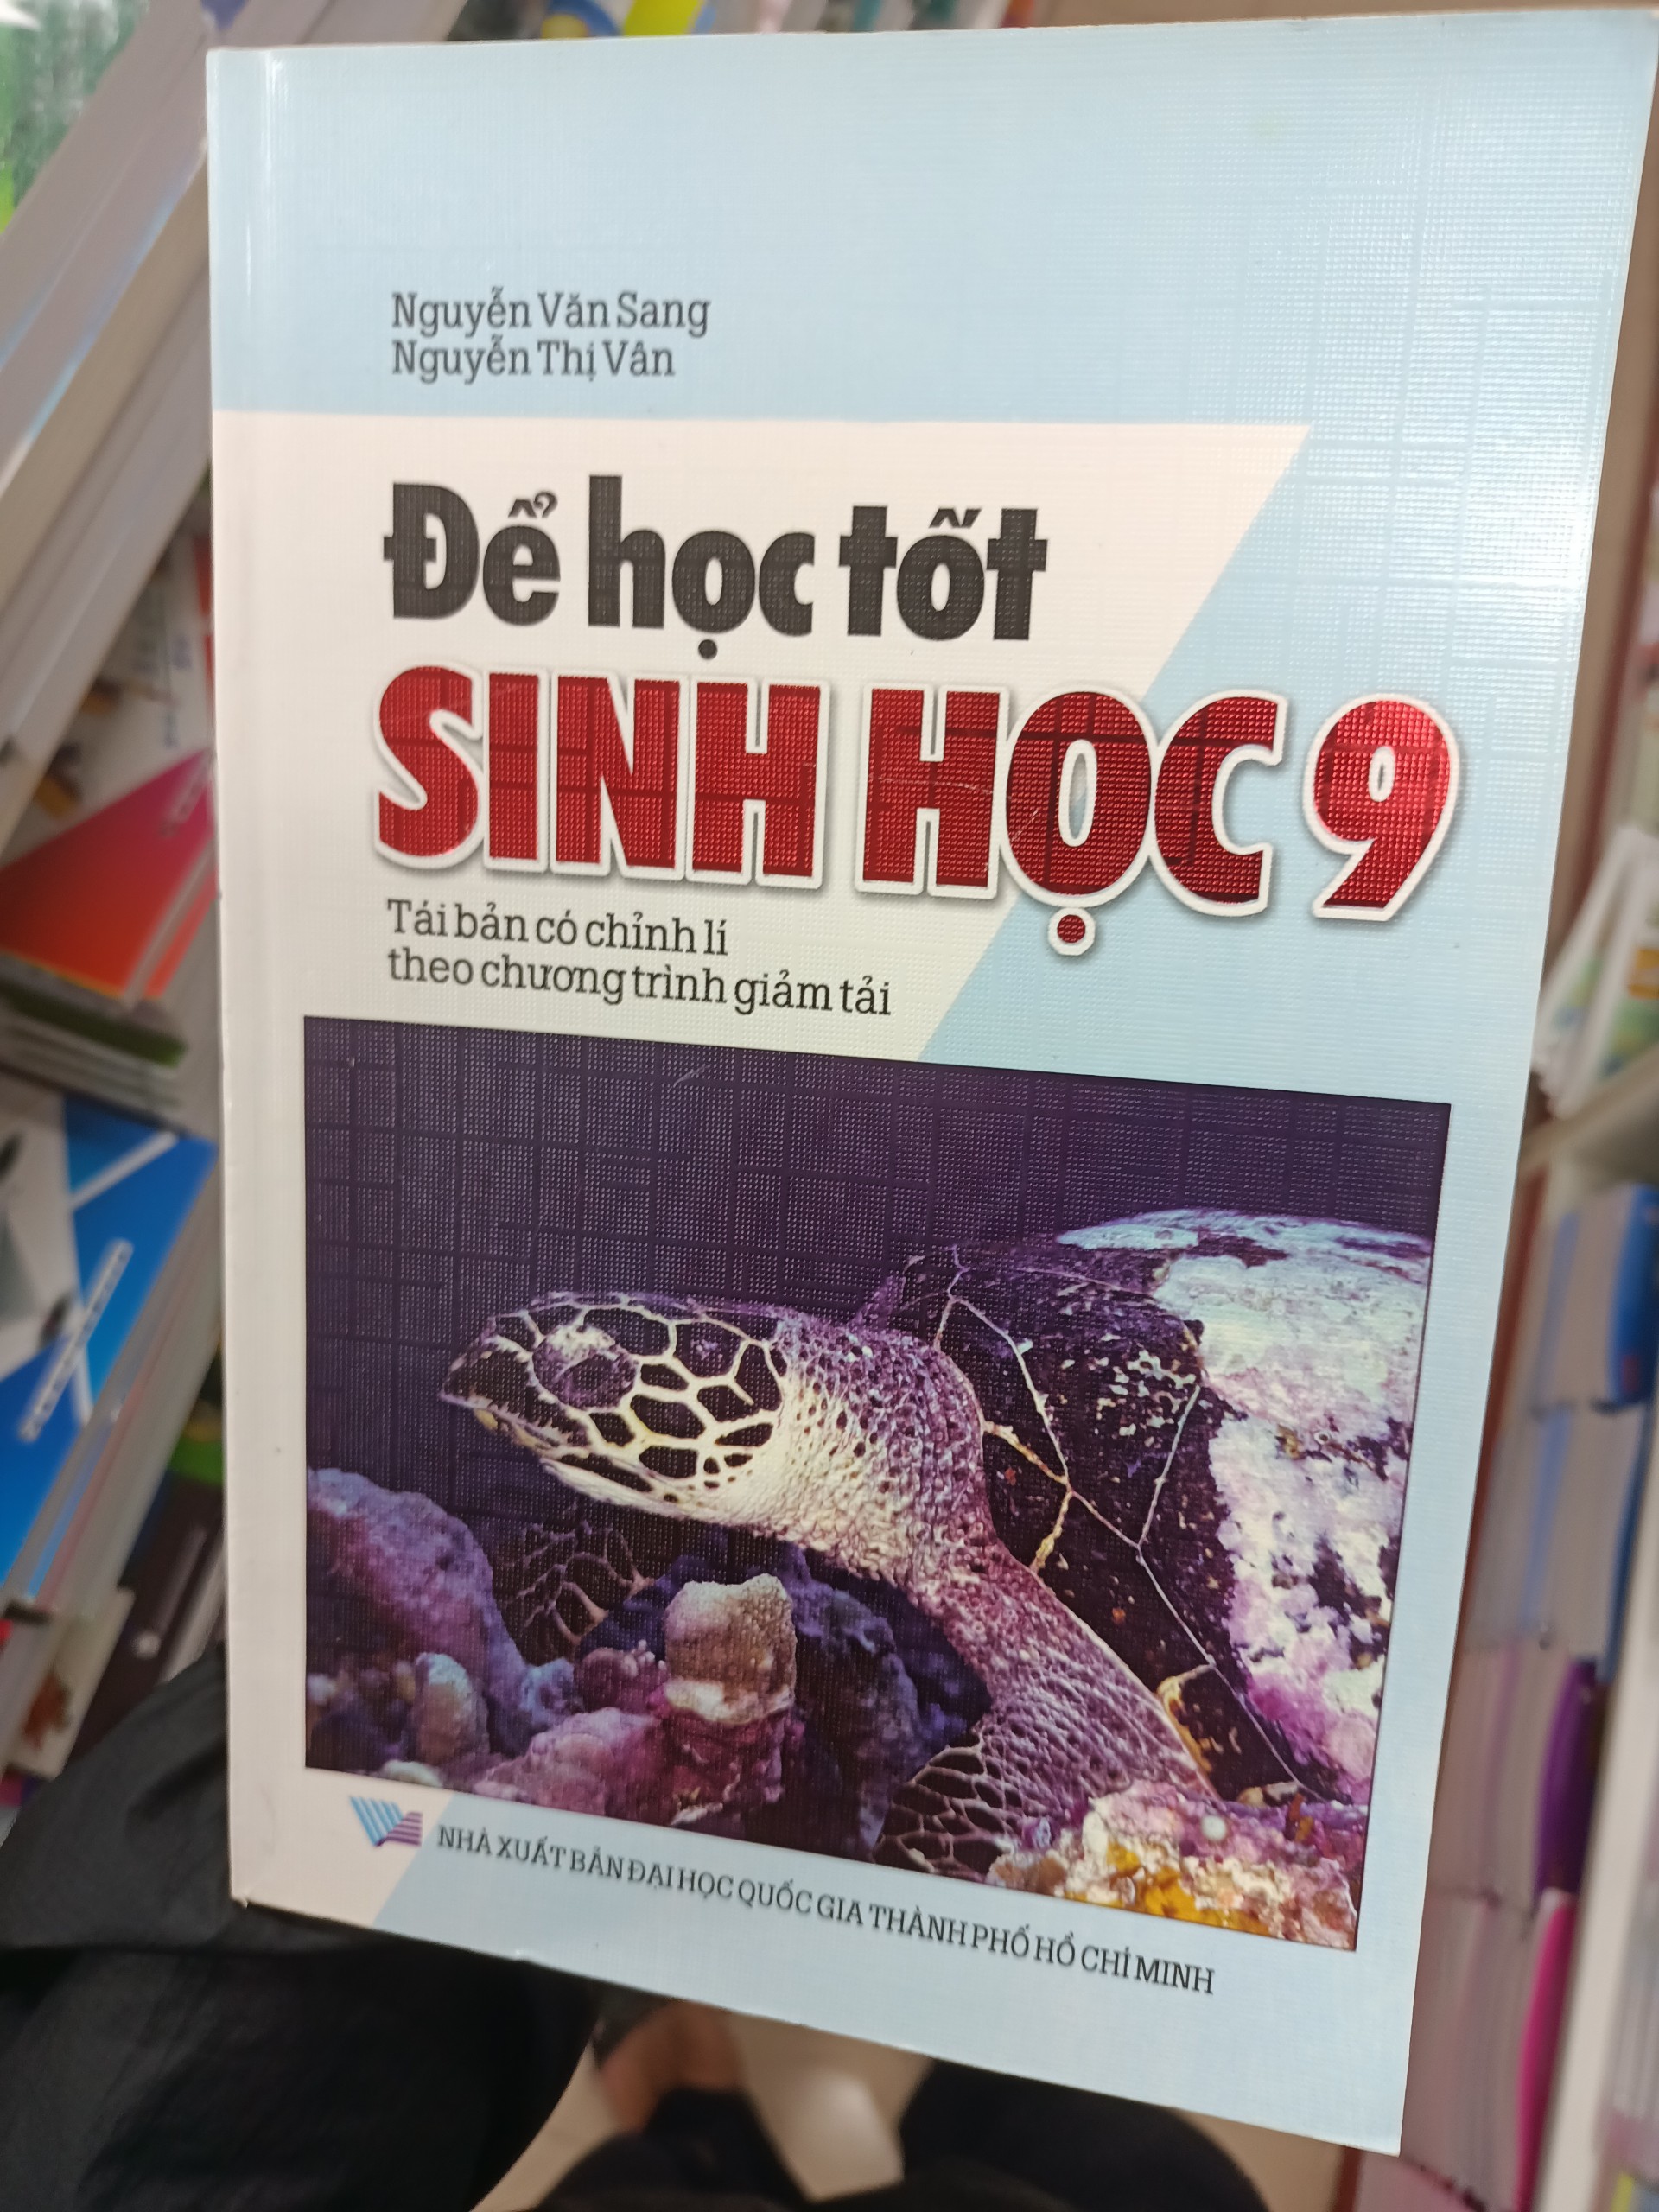 Nguyễn Văn Sang
Nguyễn Thị Vân
Để học tốt
SINH HỌC 9
Tái bản có chỉnh lí
theo chương trình giảm tải
NHÀ XUẤT BẢN ĐẠI HỌC QUỐC GIA THÀNH PHỐ HỒ CHÍ MINH